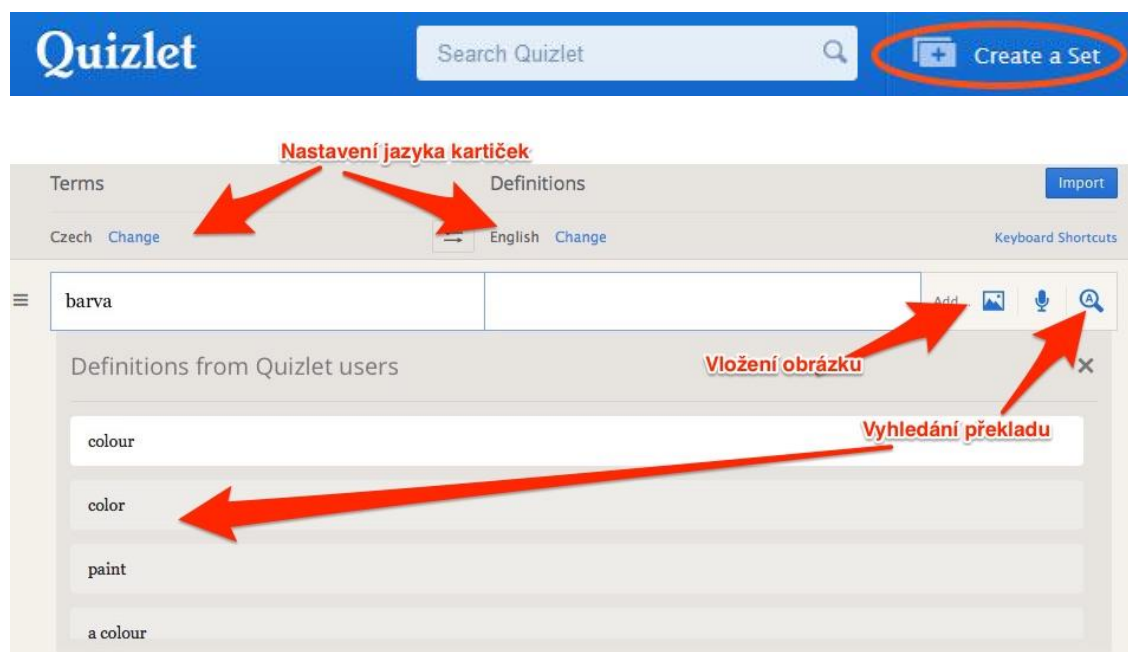 Quizlet
Search Quizlet
Create a Set
Nastavení jazyka kartiček
Terms
Definitions
Import
Czech Change
English Change
Keyboard Shortcuts
barva
Add
Vložení obrázku
Definitions from Quizlet users
Vyhledání překladu
colour
color
paint
a colour